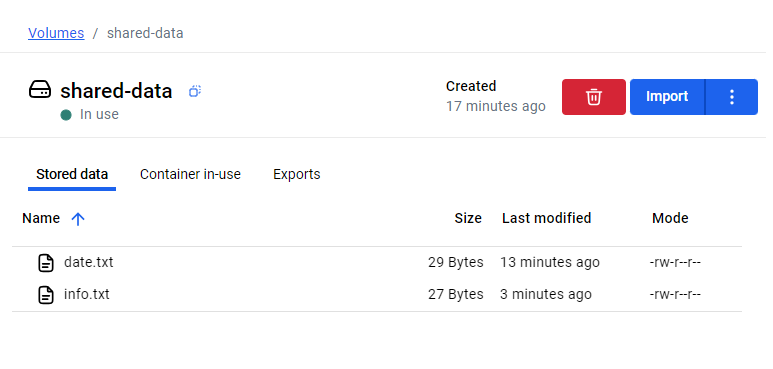 Volumes / shared-data
shared-data
In use
Created
17 minutes ago
Import
Stored data Container in-use Exports
Name Size Last modified Mode
date.txt 29 Bytes 13 minutes ago -rw-r--r--
info.txt 27 Bytes 3 minutes ago -rw-r--r--